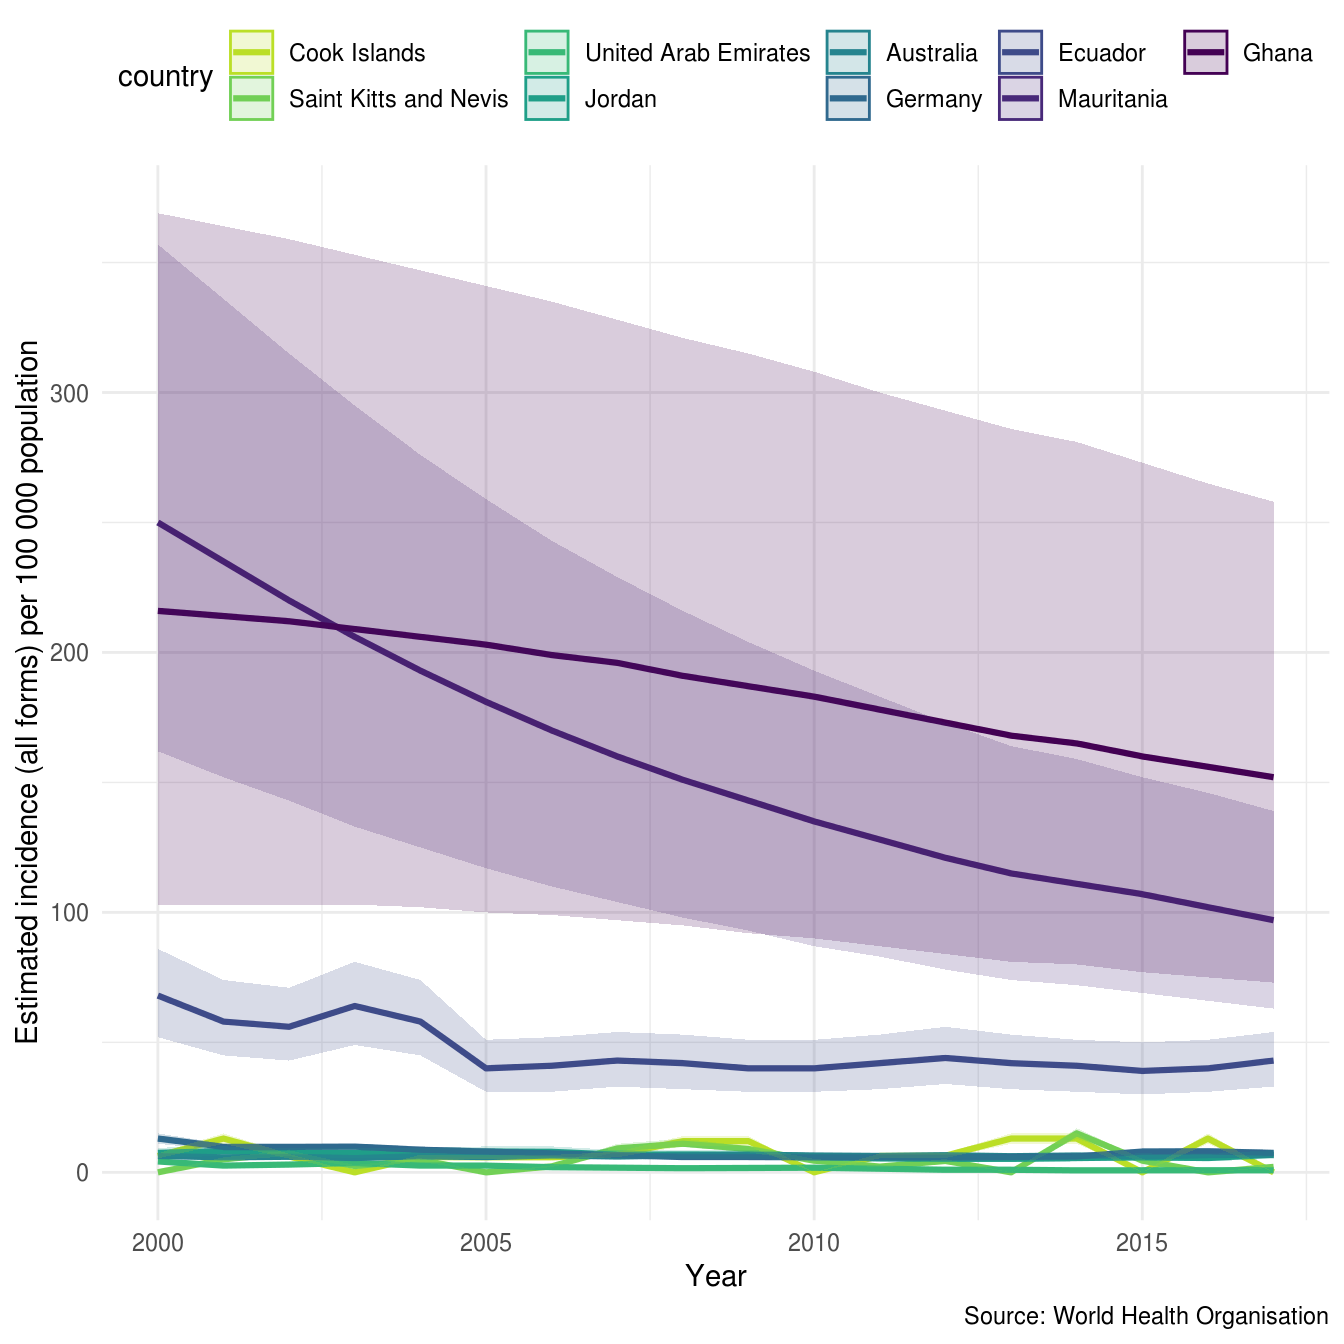 country
Cook Islands
United Arab Emirates
Australia
Ecuador
Ghana
Saint Kitts and Nevis
Jordan
Germany
Mauritania
Estimated incidence (all forms) per 100 000 population
300
200
100
0
2000
2005
2010
2015
Year
Source: World Health Organisation